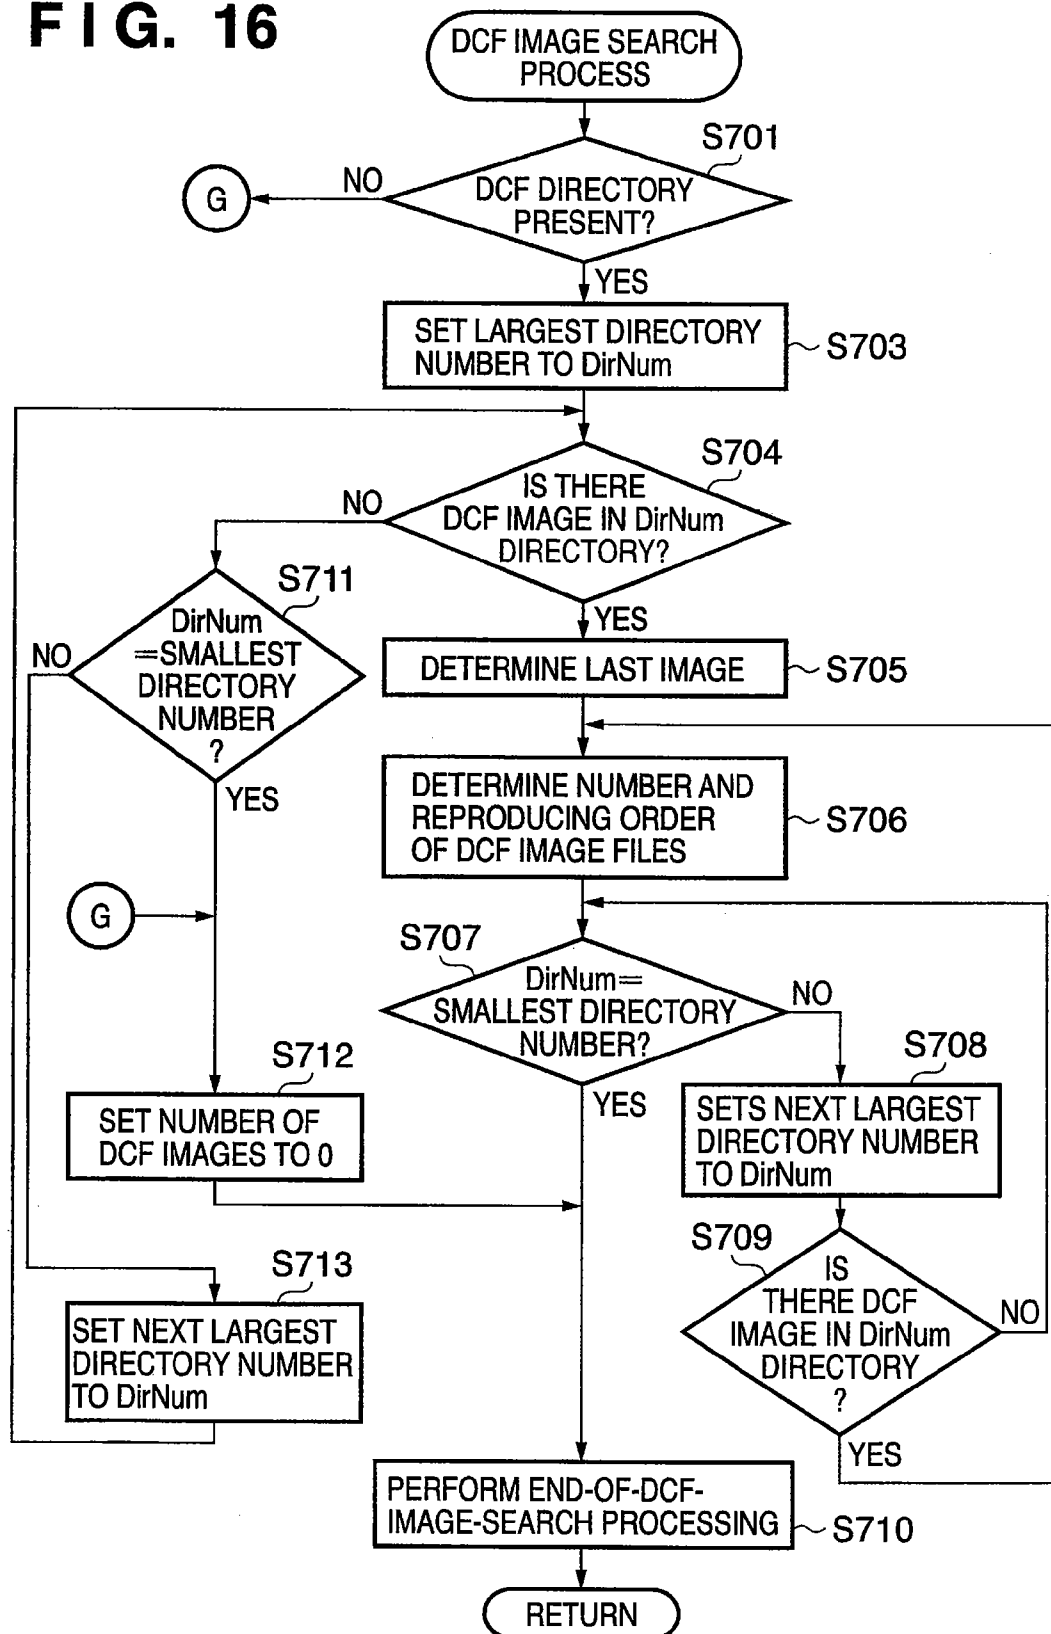 FIG. 16
DCF IMAGE SEARCH
PROCESS
S701
DCF DIRECTORY
PRESENT?
NO
G
YES
SET LARGEST DIRECTORY
NUMBER TO DirNum
S703
S704
IS THERE
DCF IMAGE IN DirNum
DIRECTORY?
NO
YES
S711
DirNum
=SMALLEST
DIRECTORY
NUMBER
?
NO
YES
DETERMINE LAST IMAGE
S705
DETERMINE NUMBER AND
REPRODUCING ORDER
OF DCF IMAGE FILES
S706
G
S707
DirNum=
SMALLEST DIRECTORY
NUMBER?
NO
YES
S708
SETS NEXT LARGEST
DIRECTORY NUMBER
TO DirNum
S712
SET NUMBER OF
DCF IMAGES TO 0
S709
IS
THERE DCF
IMAGE IN DirNum
DIRECTORY
?
NO
YES
S713
SET NEXT LARGEST
DIRECTORY NUMBER
TO DirNum
PERFORM END-OF-DCF-
IMAGE-SEARCH PROCESSING
S710
RETURN